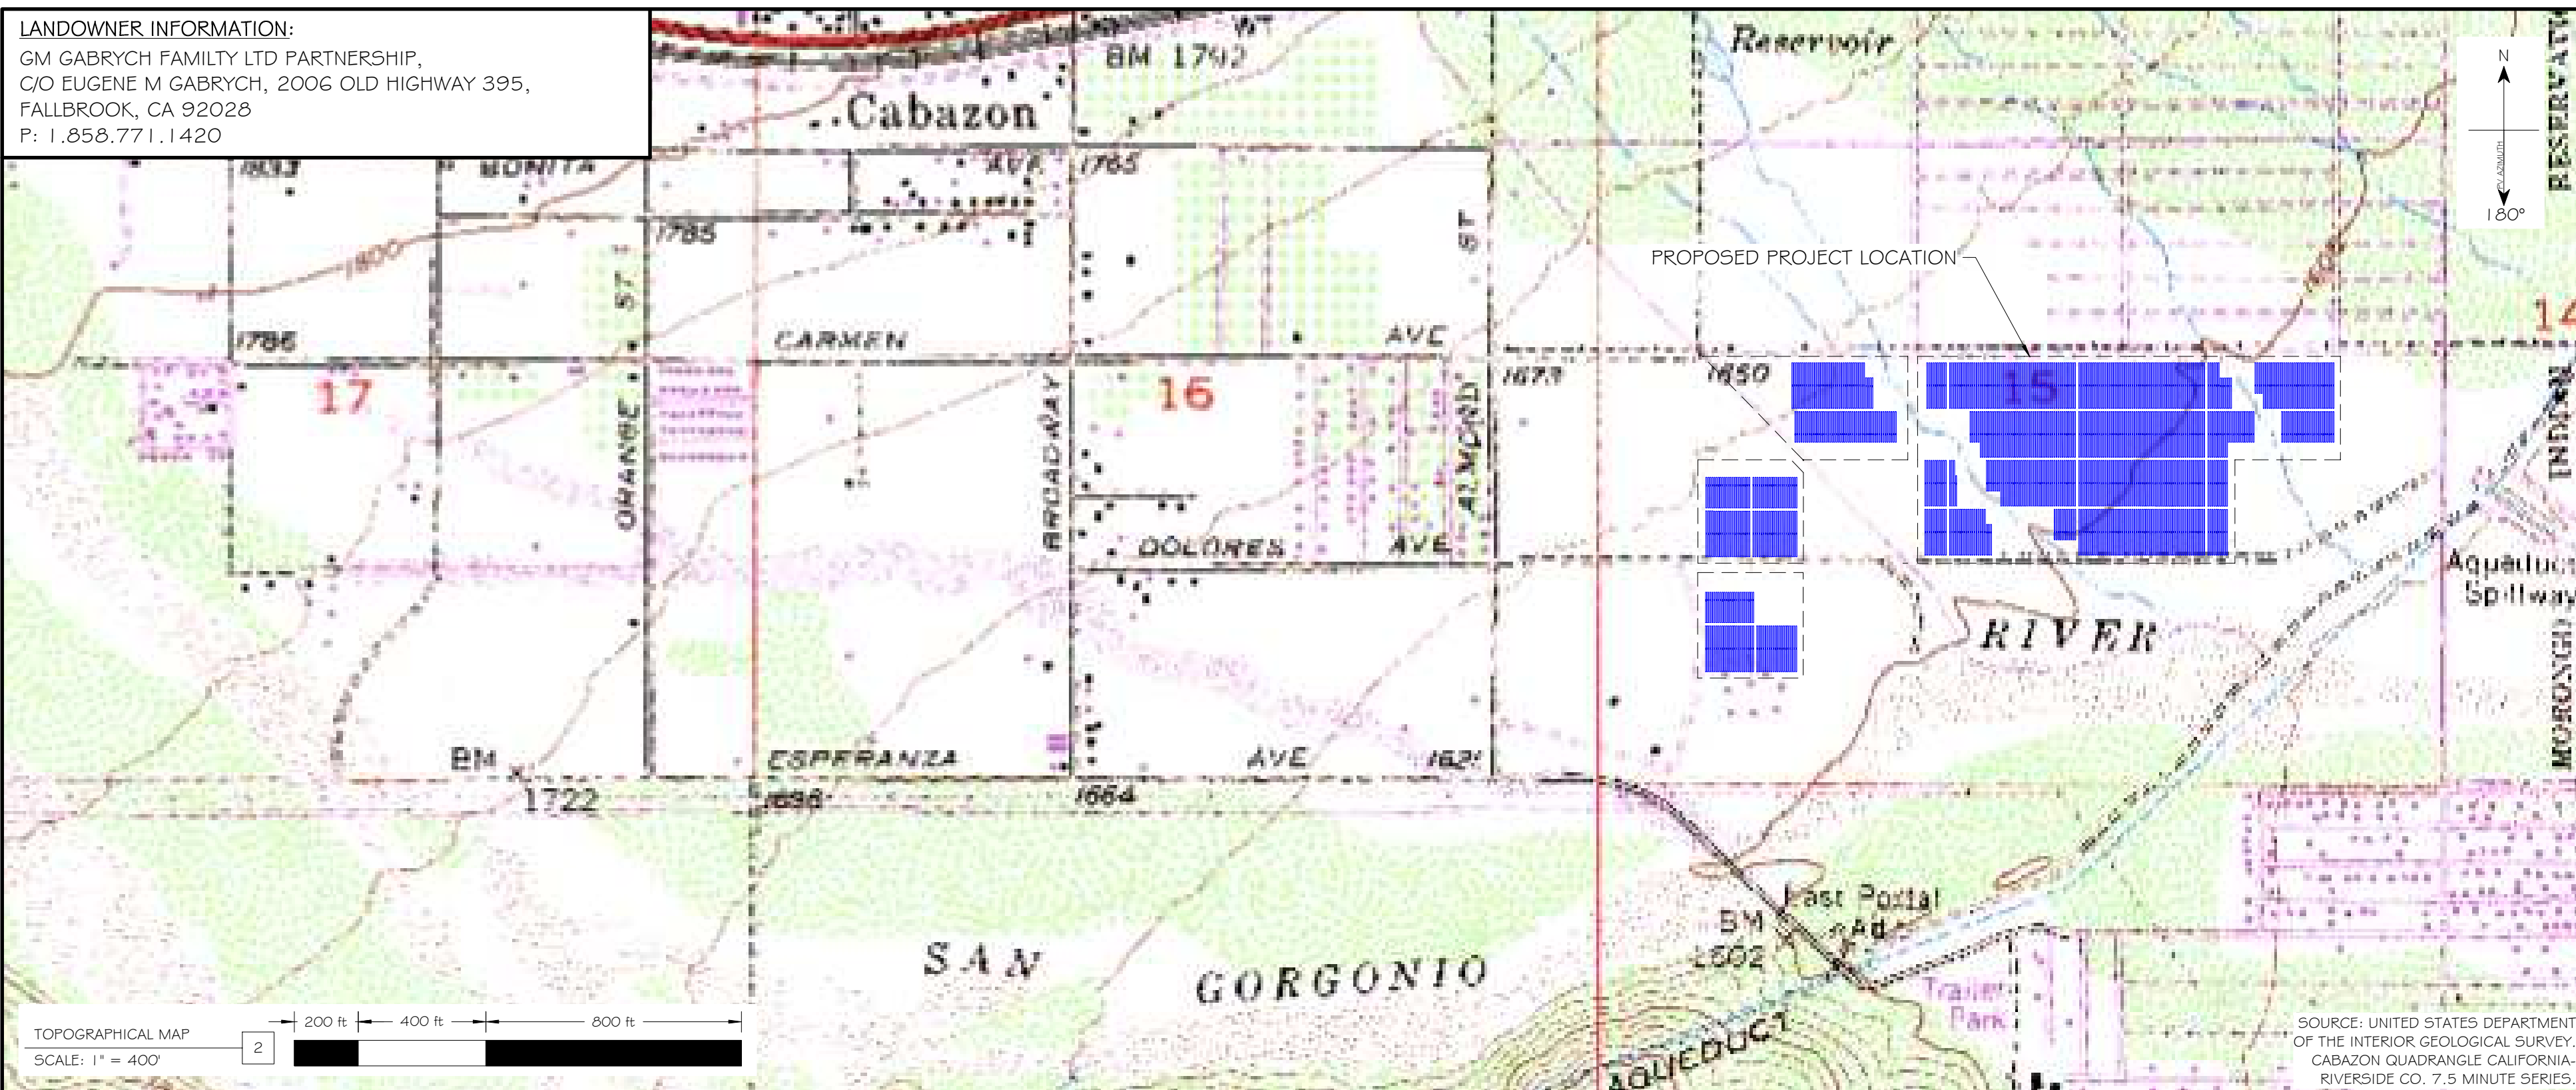 LANDOWNER INFORMATION:
GM GABRYCH FAMILTY LTD PARTNERSHIP,
C/O EUGENE M GABRYCH, 2006 OLD HIGHWAY 395,
FALLBROOK, CA 92028
P: 1.858.771.1420
WT
BM 1792
Reservoir
Cabazon
N
PV AZIMUTH
180°
BONITA
AVE
1765
1785
ST
ST
1800
PROPOSED PROJECT LOCATION
1786
CARMEN
AVE
14
17
16
1673
1650
15
ORANGE
BROADWAY
ALMOND
INDIAN
DOLORES
AVE
Aqueduct
Spillway
RIVER
MORONGO
BM
1722
ESPERANZA
AVE
1621
1664
East Portal
BM
1602
SAN
GORGONIO
Trailer
Park
AQUEDUCT
TOPOGRAPHICAL MAP
SCALE: 1" = 400'
2
200 ft
400 ft
800 ft
SOURCE: UNITED STATES DEPARTMENT
OF THE INTERIOR GEOLOGICAL SURVEY.
CABAZON QUADRANGLE CALIFORNIA-
RIVERSIDE CO. 7.5 MINUTE SERIES.